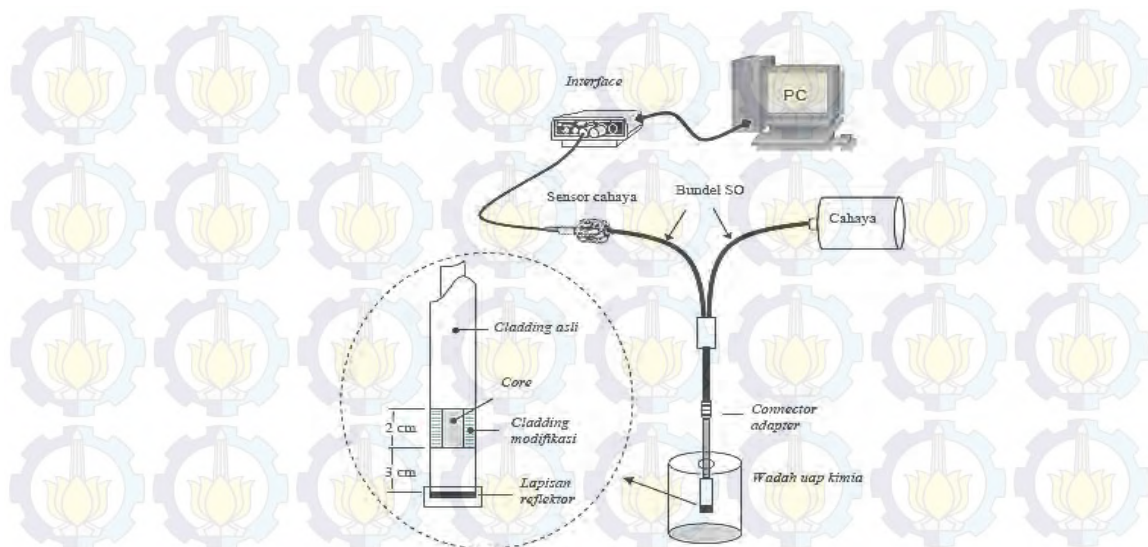 Interface
PC
Sensor cahaya
Bundel SO
Cahaya
Cladding asli
Core
2 cm
Cladding
modifikasi
3 cm
Lapisan
reflektor
Connector
adapter
Wadah uap kimia